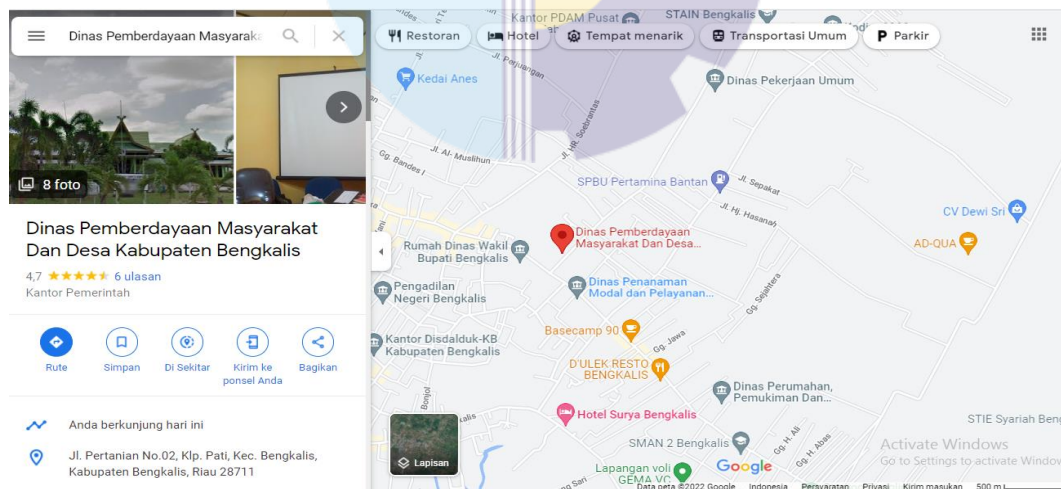 Dinas Pemberdayaan Masyaraka
8 foto
Dinas Pemberdayaan Masyarakat
Dan Desa Kabupaten Bengkalis
4,7
6 ulasan
Kantor Pemerintah
Rute
Simpan
Di Sekitar
Kirim ke
ponsel Anda
Bagikan
Anda berkunjung hari ini
Jl. Pertanian No.02, Klp. Pati, Kec. Bengkalis,
Kabupaten Bengkalis, Riau 28711
Kantor PDAM Pusat
STAIN Bengkalis
Restoran
Hotel
Tempat menarik
Transportasi Umum
P Parkir
Jl. Perjuangan
Kedai Anes
Dinas Pekerjaan Umum
Jl. HR. Soebrantas
Jl. Al- Muslihun
Gg. Bandes I
SPBU Pertamina Bantan
Jl. Sepakat
Jl. Hj. Hasanah
CV Dewi Sri
AD-QUA
Dinas Pemberdayaan
Masyarakat Dan Desa...
Rumah Dinas Wakil
Bupati Bengkalis
Pengadilan
Negeri Bengkalis
Dinas Penanaman
Modal dan Pelayanan...
Gg. Sejahtera
Basecamp 90
Gg. Jawa
Kantor Disdalduk-KB
Kabupaten Bengkalis
D'ULEK RESTO
BENGKALIS
Dinas Perumahan,
Pemukiman Dan...
Bonjol
Hotel Surya Bengkalis
STIE Syariah Beng
SMAN 2 Bengkalis
Gg. H. Ali
Gg. H. Abas
Activate Windows
Go to Settings to activate Window
Lapisan
Lapangan voli
GEMA VC
Google
Data peta ©2022 Google
Indonesia
Persyaratan
Privasi
Kirim masukan
500 m